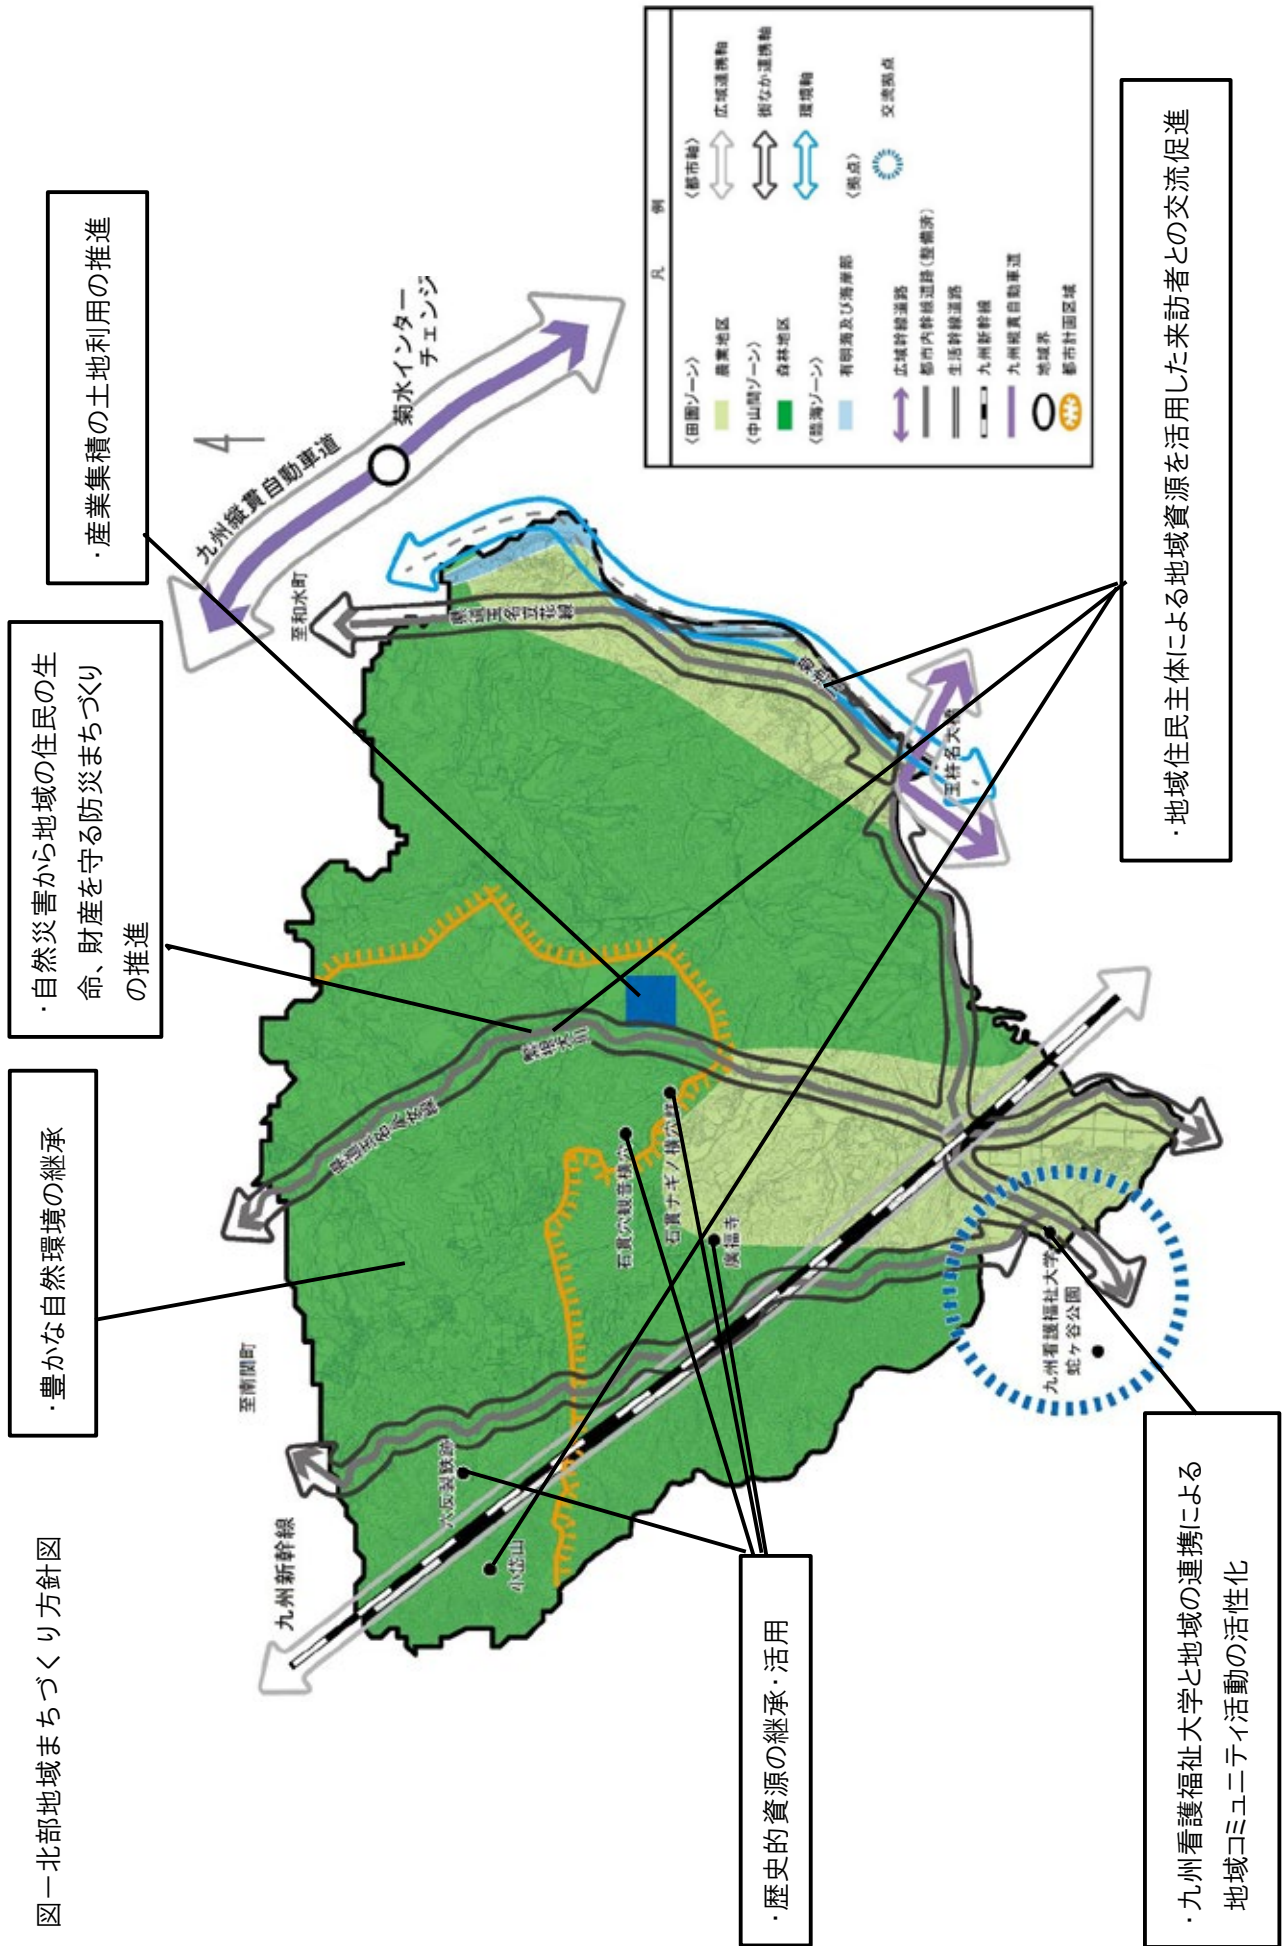 図－北部地域まちづくり方針図
・豊かな自然環境の継承
・自然災害から地域の住民の生
命、財産を守る防災まちづくり
の推進
・産業集積の土地利用の推進
九州新幹線
至南関町
至和水町
九州縦貫自動車道
菊水インター
チェンジ
県道玉名立花線
小岱山
六反製鉄跡
石貫穴観音横穴
石貫ナギノ横穴群
廣福寺
繁根木川
菊池川
九州看護福祉大学
蛇ヶ谷公園
・歴史的資源の継承・活用
・九州看護福祉大学と地域の連携による
地域コミュニティ活動の活性化
・地域住民主体による地域資源を活用した来訪者との交流促進
凡 例
〈田園ゾーン〉
農業地区
〈中山間ゾーン〉
森林地区
〈臨海ゾーン〉
有明海及び海岸部
広域幹線道路
都市内幹線道路（整備済）
生活幹線道路
九州新幹線
九州縦貫自動車道
地域界
都市計画区域
〈都市軸〉
広域連携軸
街なか連携軸
環境軸
〈拠点〉
交流拠点